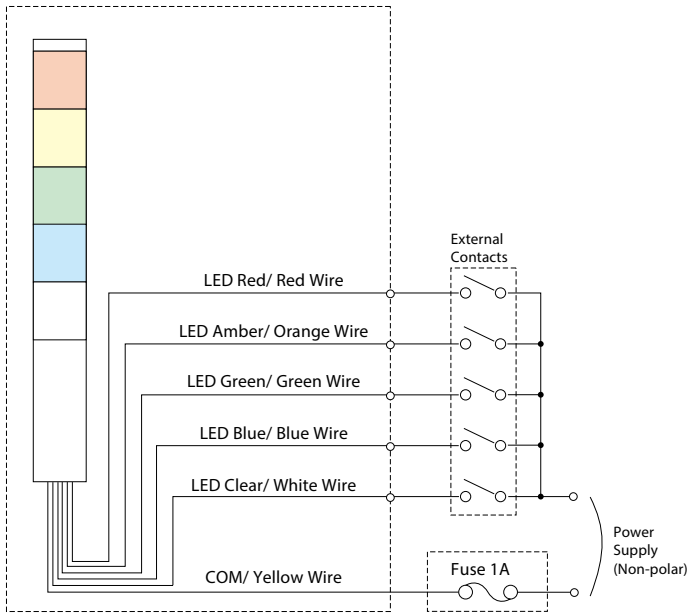 External
Contacts
LED Red/ Red Wire
LED Amber/ Orange Wire
LED Green/ Green Wire
LED Blue/ Blue Wire
LED Clear/ White Wire
COM/ Yellow Wire
Fuse 1A
Power
Supply
(Non-polar)